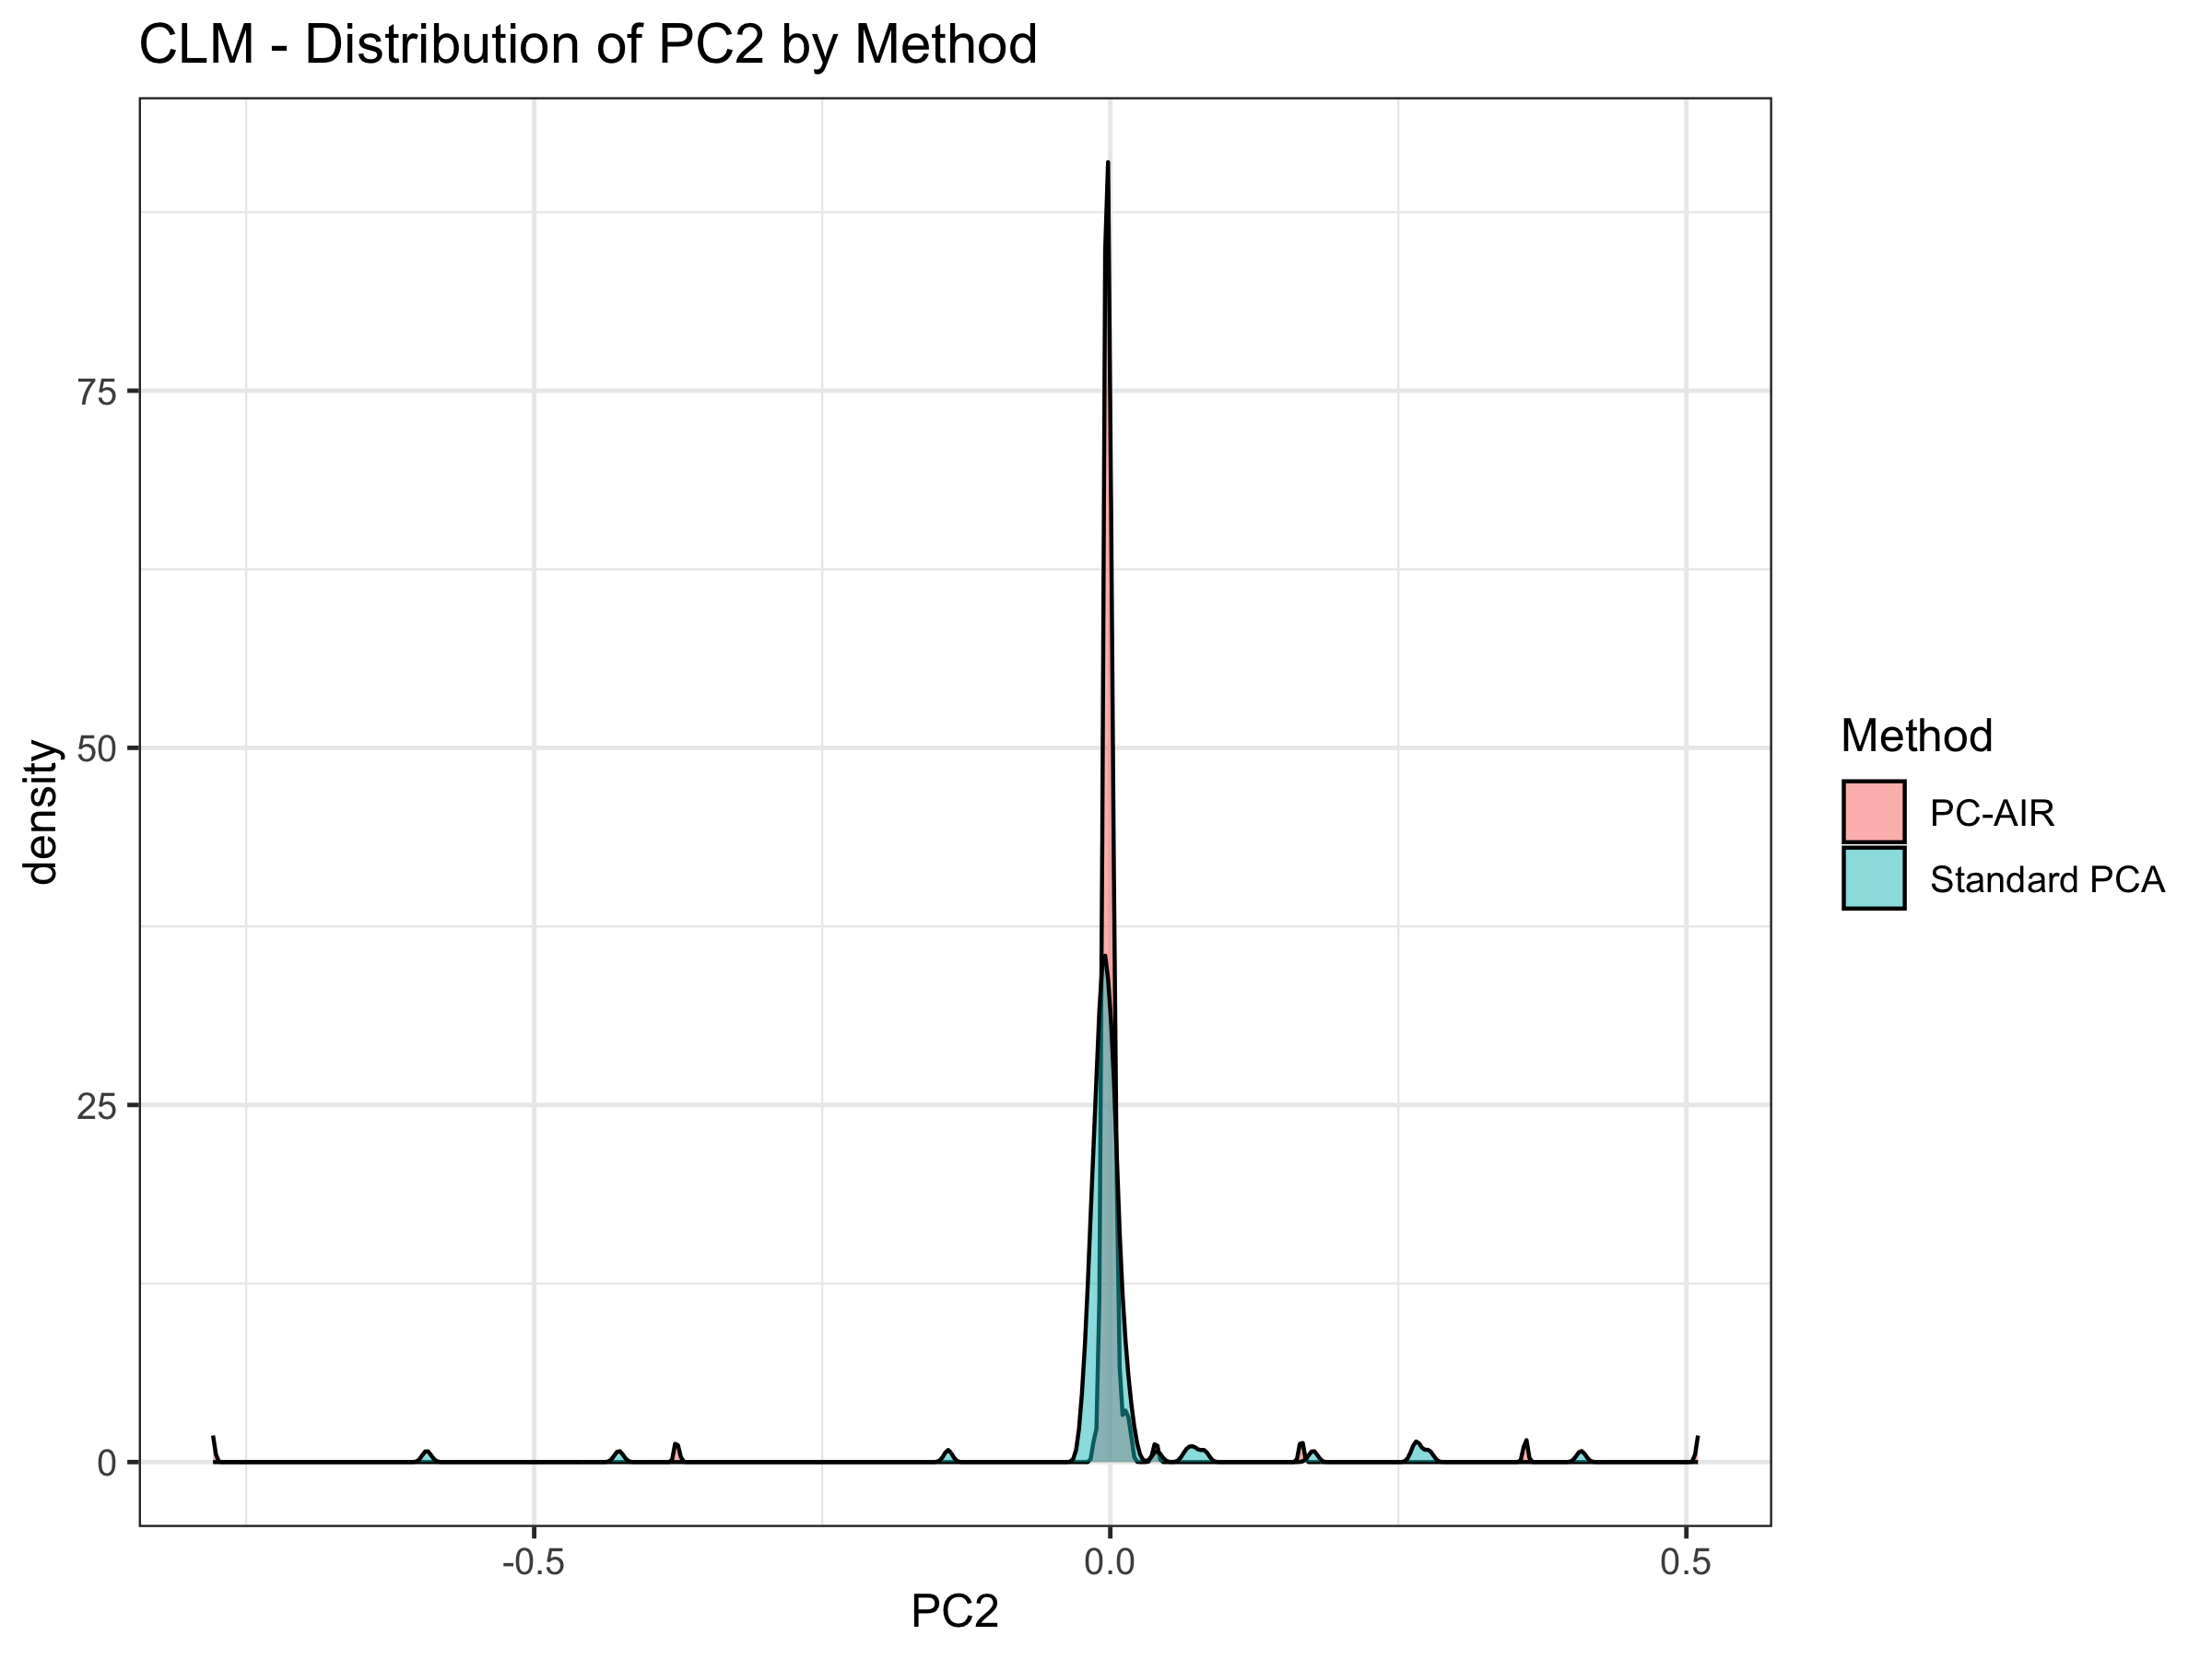 CLM - Distribution of PC2 by Method
75
50
25
0
density
-0.5
0.0
0.5
PC2
Method
PC-AIR
Standard PCA